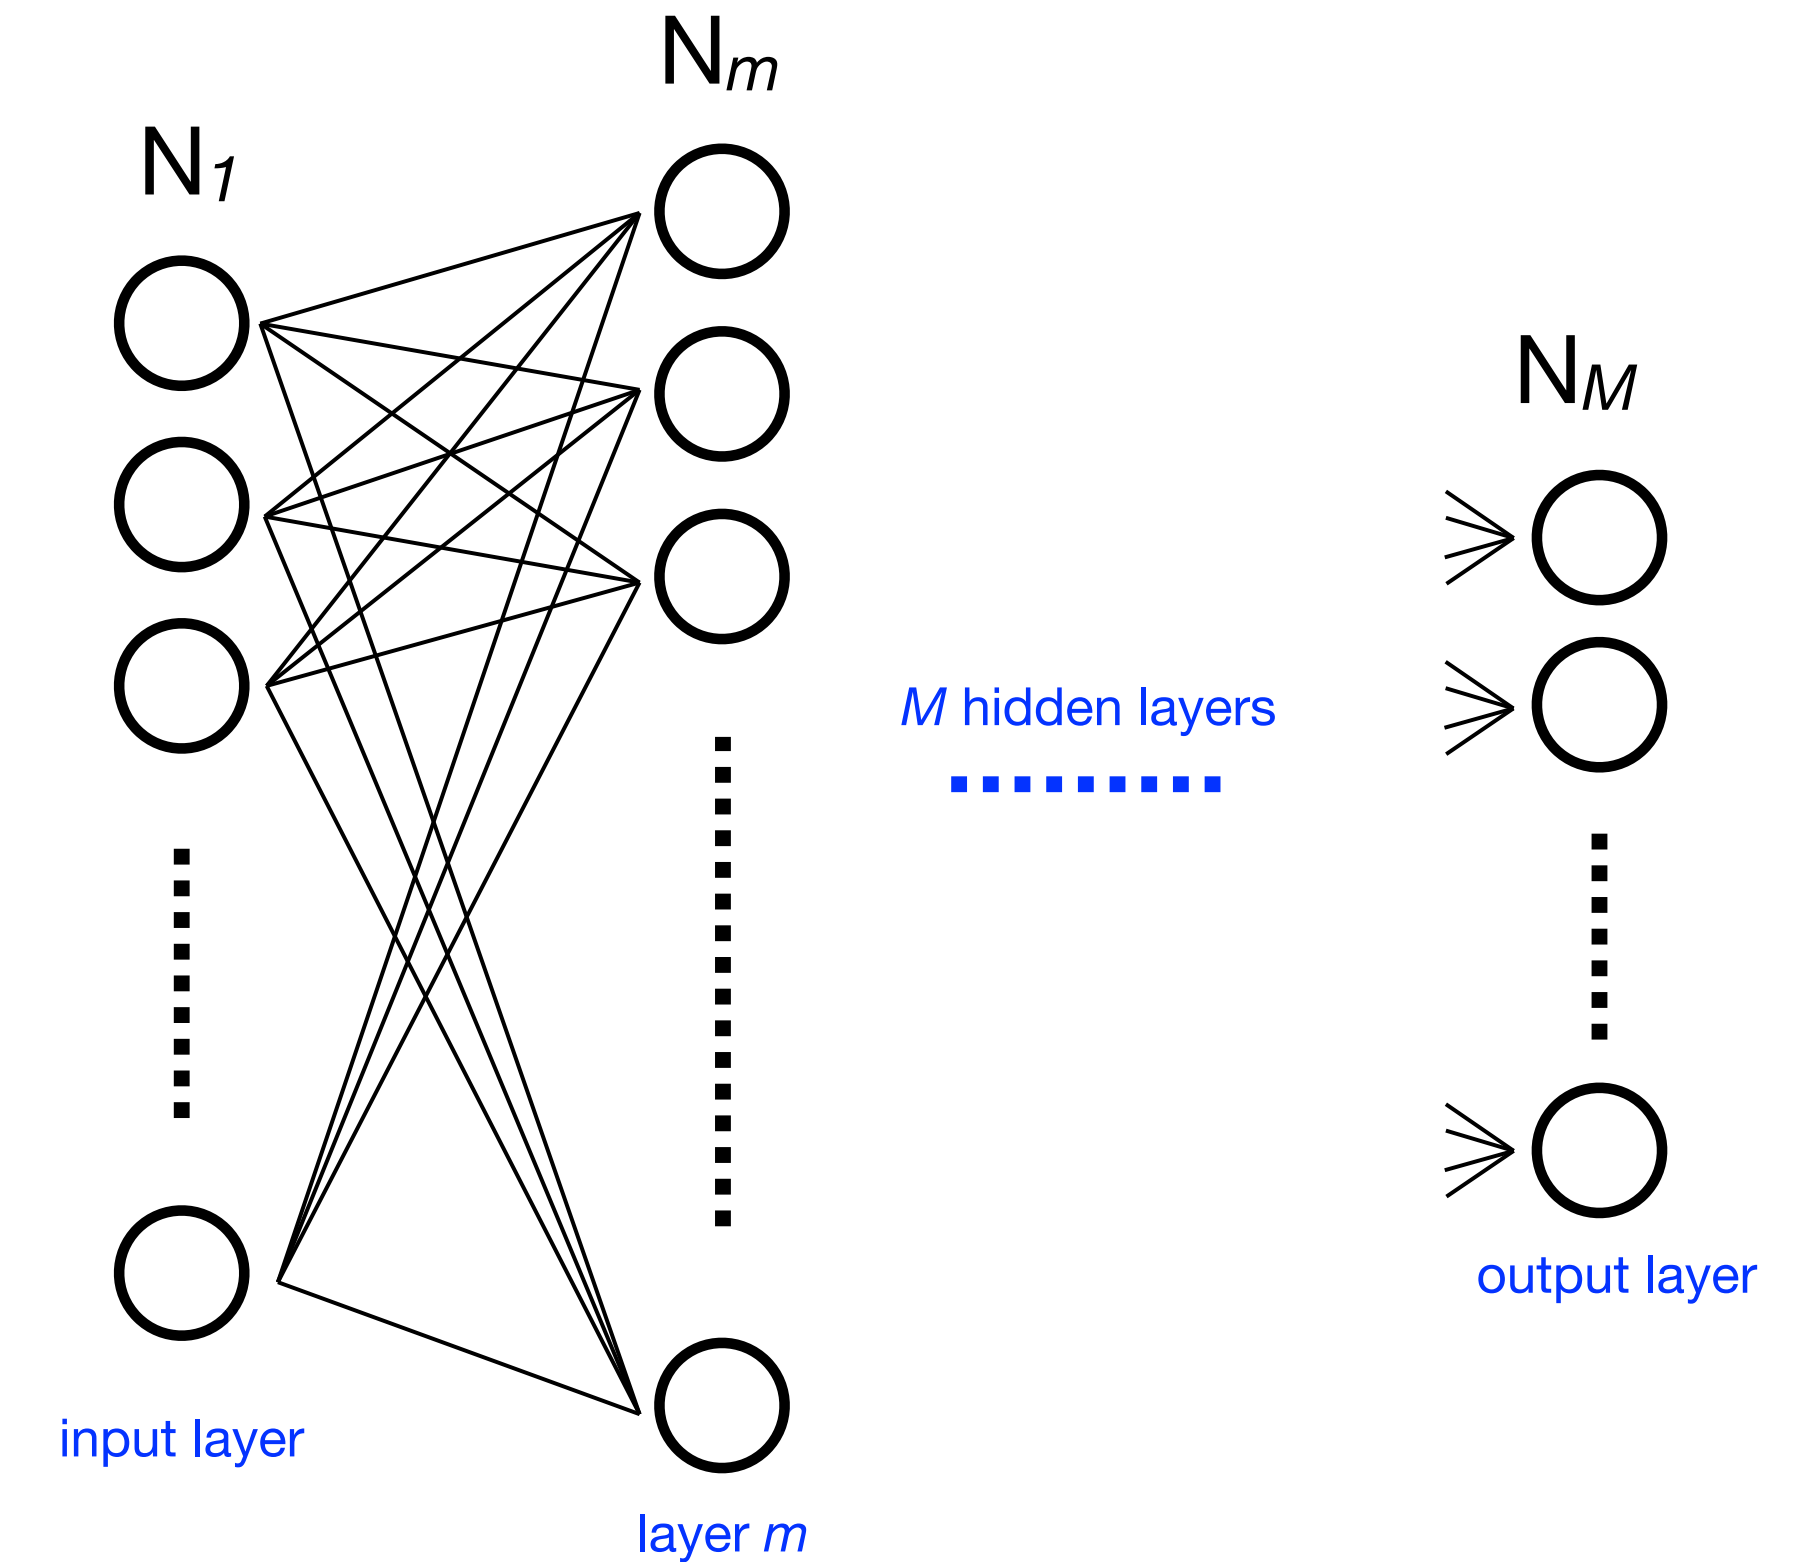 N1
Nm
NM
M hidden layers
input layer
layer m
output layer